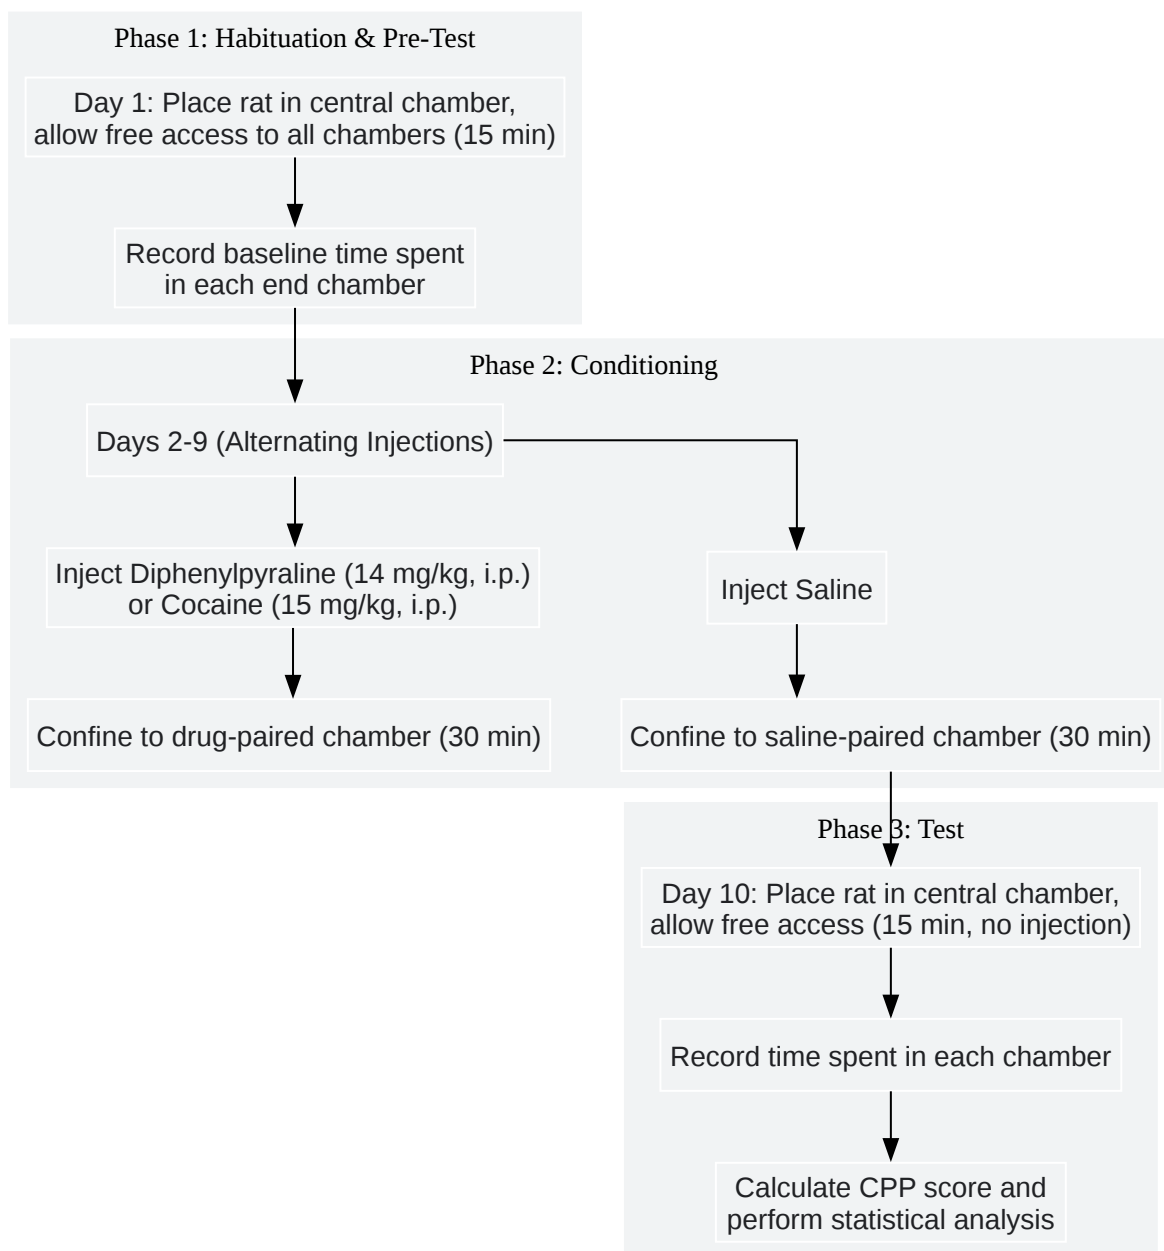 Phase 1: Habituation & Pre-Test
Day 1: Place rat in central chamber,
allow free access to all chambers (15 min)
Record baseline time spent
in each end chamber
Phase 2: Conditioning
Days 2-9 (Alternating Injections)
Inject Diphenylpyraline (14 mg/kg, i.p.)
or Cocaine (15 mg/kg, i.p.)
Inject Saline
Confine to drug-paired chamber (30 min)
Confine to saline-paired chamber (30 min)
Phase 3: Test
Day 10: Place rat in central chamber,
allow free access (15 min, no injection)
Record time spent in each chamber
Calculate CPP score and
perform statistical analysis